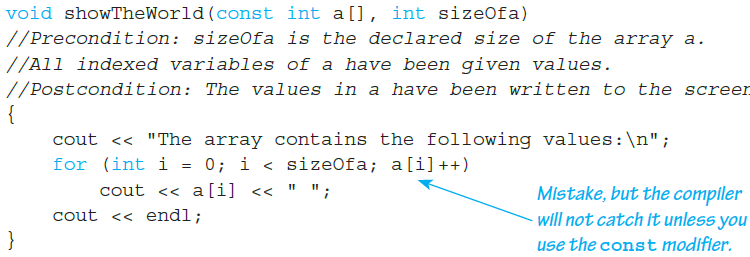 void showTheWorld(const int a[], int sizeOfa)
//Precondition: sizeOfa is the declared size of the array a.
//All indexed variables of a have been given values.
//Postcondition: The values in a have been written to the screen
{
    cout << "The array contains the following values:\n";
    for (int i = 0; i < sizeOfa; a[i]++)
        cout << a[i] << " ";
    cout << endl;
}
Mistake, but the compiler
will not catch it unless you
use the const modifier.